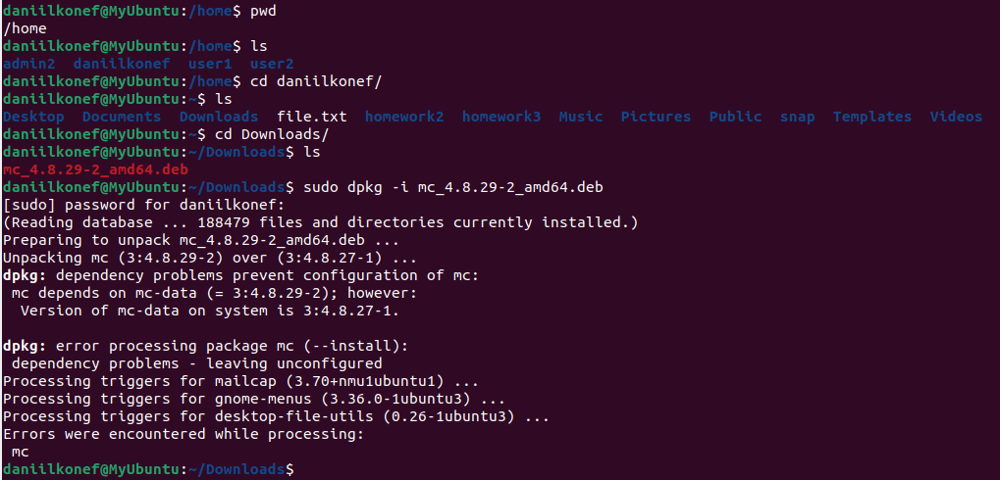 daniilkonef@MyUbuntu:/home$ pwd
/home
daniilkonef@MyUbuntu:/home$ ls
admin2  daniilkonef  user1  user2
daniilkonef@MyUbuntu:/home$ cd daniilkonef/
daniilkonef@MyUbuntu:~$ ls
Desktop  Documents  Downloads  file.txt  homework2  homework3  Music  Pictures  Public  snap  Templates  Videos
daniilkonef@MyUbuntu:~$ cd Downloads/
daniilkonef@MyUbuntu:~/Downloads$ ls
mc_4.8.29-2_amd64.deb
daniilkonef@MyUbuntu:~/Downloads$ sudo dpkg -i mc_4.8.29-2_amd64.deb
[sudo] password for daniilkonef:
(Reading database ... 188479 files and directories currently installed.)
Preparing to unpack mc_4.8.29-2_amd64.deb ...
Unpacking mc (3:4.8.29-2) over (3:4.8.27-1) ...
dpkg: dependency problems prevent configuration of mc:
 mc depends on mc-data (= 3:4.8.29-2); however:
  Version of mc-data on system is 3:4.8.27-1.

dpkg: error processing package mc (--install):
 dependency problems - leaving unconfigured
Processing triggers for mailcap (3.70+nmu1ubuntu1) ...
Processing triggers for gnome-menus (3.36.0-1ubuntu3) ...
Processing triggers for desktop-file-utils (0.26-1ubuntu3) ...
Errors were encountered while processing:
 mc
daniilkonef@MyUbuntu:~/Downloads$